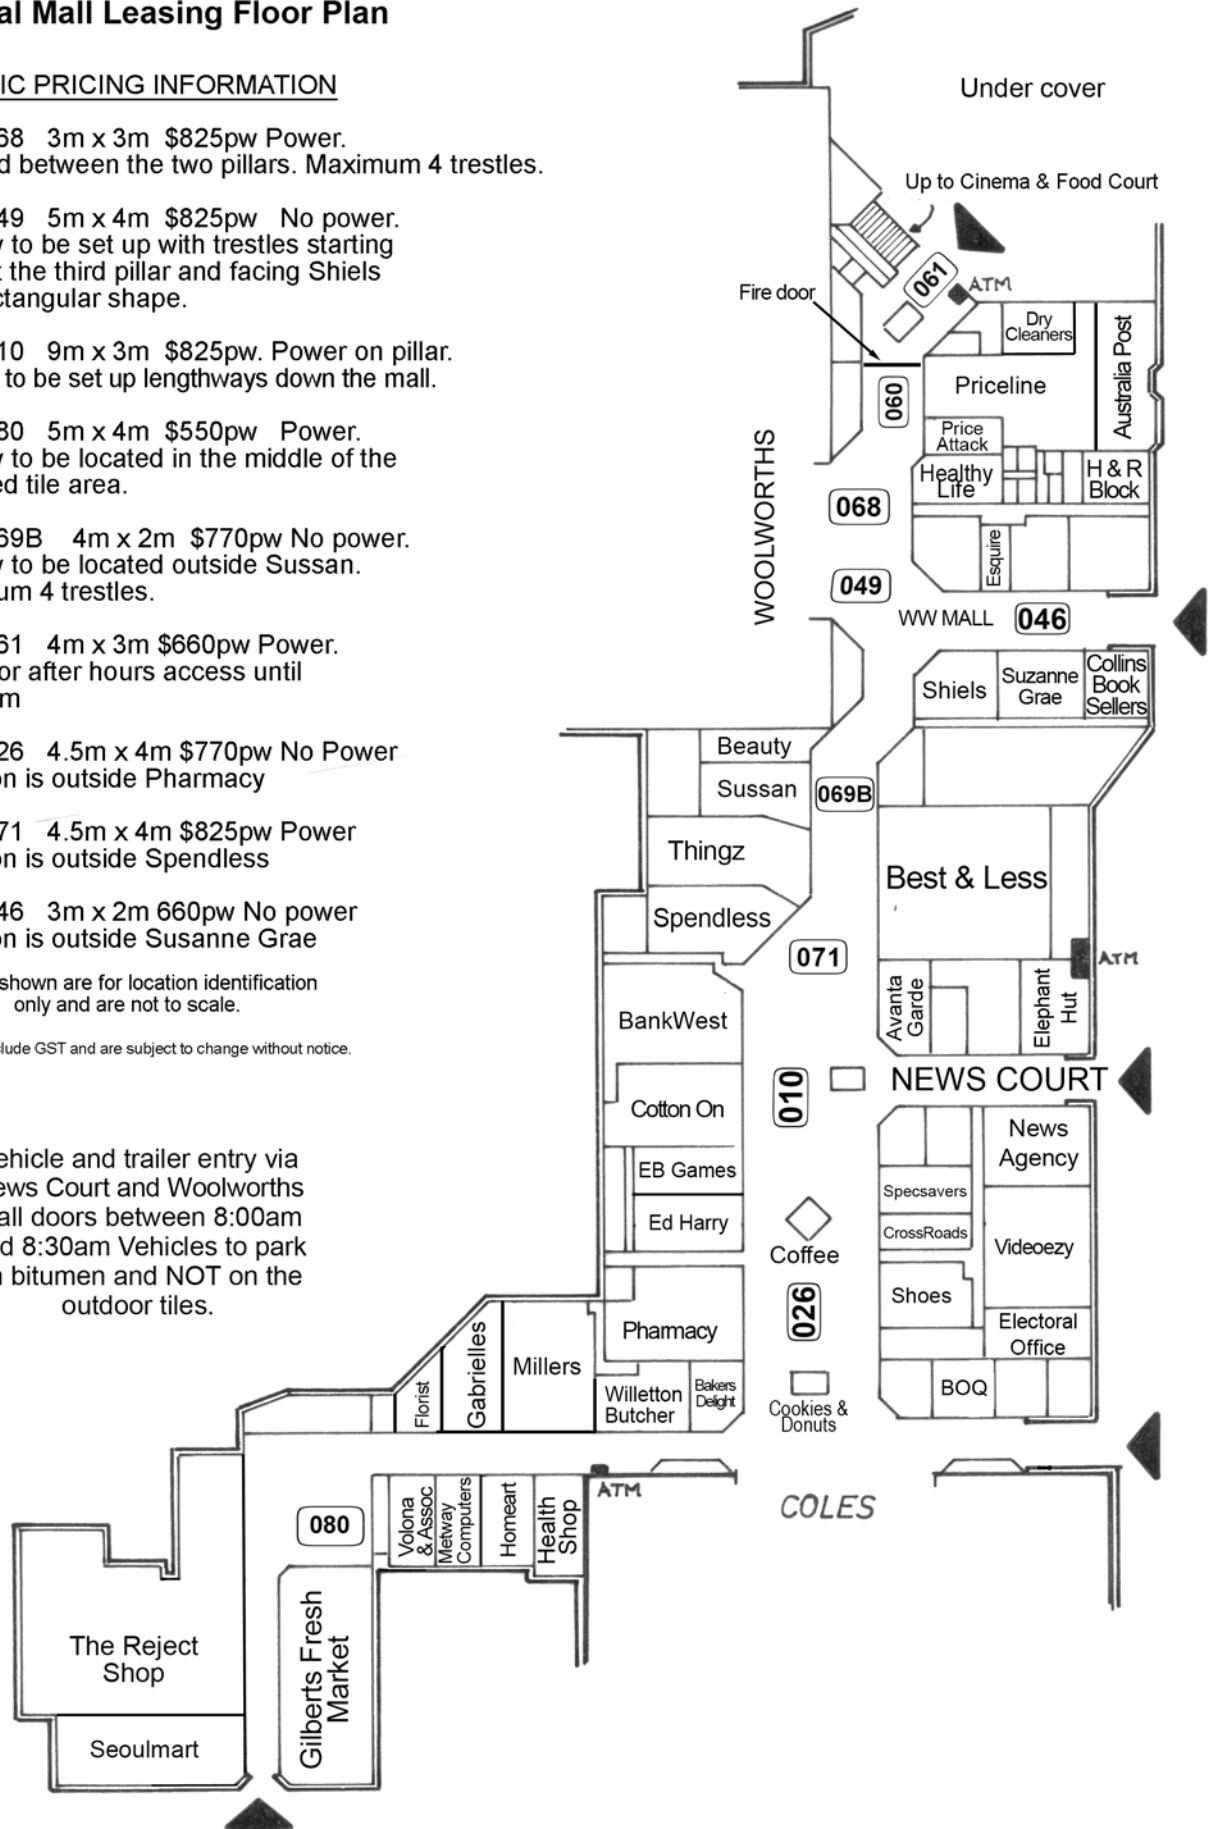 al Mall Leasing Floor Plan
IC PRICING INFORMATION
68 3m x 3m $825pw Power.
d between the two pillars. Maximum 4 trestles.
49 5m x 4m $825pw No power.
y to be set up with trestles starting
t the third pillar and facing Shiels
ctangular shape.
10 9m x 3m $825pw. Power on pillar.
to be set up lengthways down the mall.
80 5m x 4m $550pw Power.
y to be located in the middle of the
ed tile area.
69B 4m x 2m $770pw No power.
y to be located outside Sussan.
um 4 trestles.
61 4m x 3m $660pw Power.
or after hours access until
m
26 4.5m x 4m $770pw No Power
on is outside Pharmacy
71 4.5m x 4m $825pw Power
on is outside Spendless
46 3m x 2m 660pw No power
on is outside Susanne Grae
shown are for location identification
only and are not to scale.
lude GST and are subject to change without notice.
ehicle and trailer entry via
ews Court and Woolworths
all doors between 8:00am
d 8:30am Vehicles to park
n bitumen and NOT on the
outdoor tiles.
Under cover
Up to Cinema & Food Court
061
ATM
Fire door
Dry
Cleaners
Australia Post
Priceline
060
Price
Attack
WOOLWORTHS
Healthy
Life
H & R
Block
068
Esquire
049
WW MALL
046
Shiels
Suzanne
Grae
Collins
Book
Sellers
Beauty
Sussan
069B
Thingz
Best & Less
Spendless
071
ATM
Avanta
Garde
Elephant
Hut
BankWest
010
NEWS COURT
Cotton On
News
Agency
EB Games
Specsavers
Ed Harry
CrossRoads
Videoezy
Coffee
Shoes
026
Electoral
Office
Pharmacy
Gabrielles
Millers
Florist
Willetton
Butcher
Bakers
Delight
BOQ
Cookies &
Donuts
ATM
COLES
080
Volona
& Assoc
Metway
Computers
Homeart
Health
Shop
The Reject
Shop
Gilberts Fresh
Market
Seoulmart